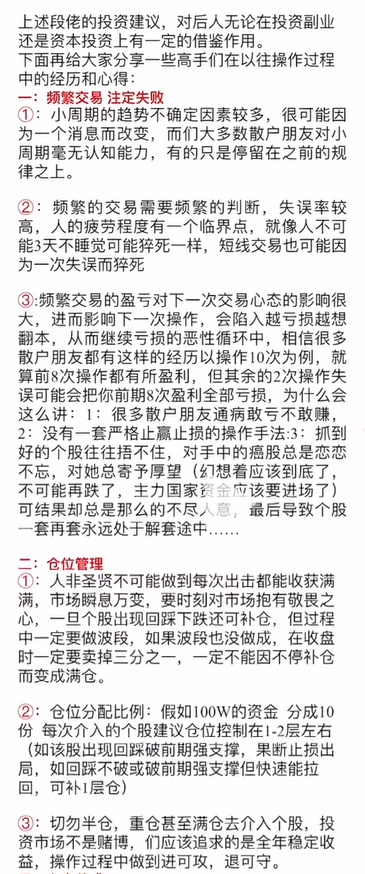 上述段佬的投资建议，对后人无论在投资副业
还是资本投资上有一定的借鉴作用。
下面再给大家分享一些高手们在以往操作过程
中的经历和心得：
一：频繁交易 注定失败
①：小周期的趋势不确定因素较多，很可能因
为一个消息而改变，而们大多数散户朋友对小
周期毫无认知能力，有的只是停留在之前的规
律之上。
②：频繁的交易需要频繁的判断，失误率较
高，人的疲劳程度有一个临界点，就像人不可
能3天不睡觉可能猝死一样，短线交易也可能因
为一次失误而猝死
③:频繁交易的盈亏对下一次交易心态的影响很
大，进而影响下一次操作，会陷入越亏损越想
翻本，从而继续亏损的恶性循环中，相信很多
散户朋友都有这样的经历以操作10次为例，就
算前8次操作都有所盈利，但其余的2次操作失
误可能会把你前期8次盈利全部亏损，为什么会
这么讲：1：很多散户朋友通病敢亏不敢赚，
2：没有一套严格止赢止损的操作手法:3：抓到
好的个股往往捂不住，对手中的癌股总是恋恋
不忘，对她总寄予厚望（幻想着应该到底了，
不可能再跌了，主力国家资金应该要进场了）
可结果却总是那么的不尽人意，最后导致个股
一套再套永远处于解套途中……
二：仓位管理
①：人非圣贤不可能做到每次出击都能收获满
满，市场瞬息万变，要时刻对市场抱有敬畏之
心，一旦个股出现回踩下跌还可补仓，但过程
中一定要做波段，如果波段也没做成，在收盘
时一定要卖掉三分之一，一定不能因不停补仓
而变成满仓。
②：仓位分配比例：假如100W的资金 分成10
份 每次介入的个股建议仓位控制在1-2层左右
（如该股出现回踩破前期强支撑，果断止损出
局，如回踩不破或破前期强支撑但快速能拉
回，可补1层仓）
③：切勿半仓，重仓甚至满仓去介入个股，投
资市场不是赌博，们应该追求的是全年稳定收
益，操作过程中做到进可攻，退可守。